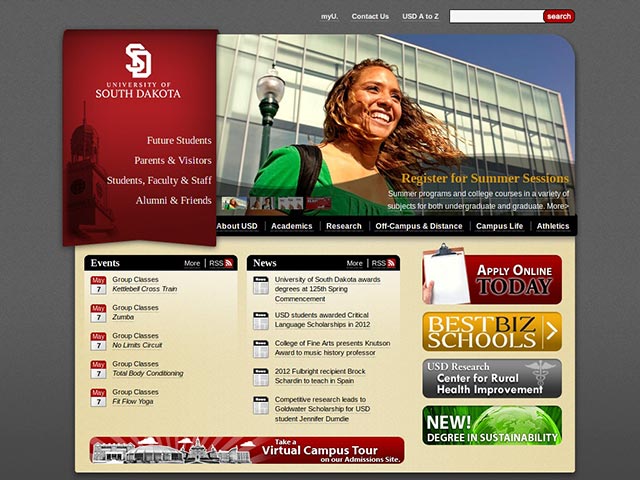 myU.
Contact Us
USD A to Z
search
SD
UNIVERSITY OF
SOUTH DAKOTA
Future Students
Parents & Visitors
Students, Faculty & Staff
Alumni & Friends
Register for Summer Sessions
Summer programs and college courses in a variety of
subjects for both undergraduate and graduate. More>
About USD
Academics
Research
Off-Campus & Distance
Campus Life
Athletics
Events
More
RSS
May
7
Group Classes
Kettlebell Cross Train
May
7
Group Classes
Zumba
May
7
Group Classes
No Limits Circuit
May
7
Group Classes
Total Body Conditioning
May
7
Group Classes
Fit Flow Yoga
News
More
RSS
News
University of South Dakota awards
degrees at 125th Spring
Commencement
News
USD students awarded Critical
Language Scholarships in 2012
News
College of Fine Arts presents Knutson
Award to music history professor
News
2012 Fulbright recipient Brock
Schardin to teach in Spain
News
Competitive research leads to
Goldwater Scholarship for USD
student Jennifer Durndie
APPLY ONLINE
TODAY
BESTBIZ
SCHOOLS
USD Research
Center for Rural
Health Improvement
NEW!
DEGREE IN SUSTAINABILITY
Take a
Virtual Campus Tour
on our Admissions Site.